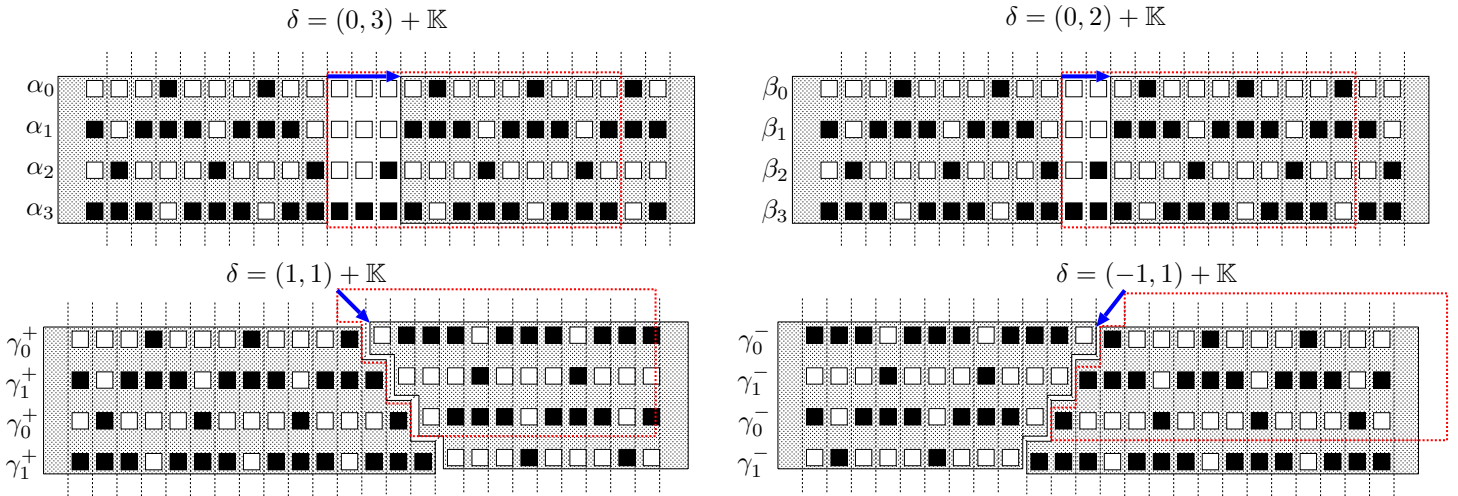 δ = (0, 3) + 𝕂
α₀
α₁
α₂
α₃
δ = (0, 2) + 𝕂
β₀
β₁
β₂
β₃
δ = (1, 1) + 𝕂
γ₀⁺
γ₁⁺
γ₀⁺
γ₁⁺
δ = (−1, 1) + 𝕂
γ₀⁻
γ₁⁻
γ₀⁻
γ₁⁻